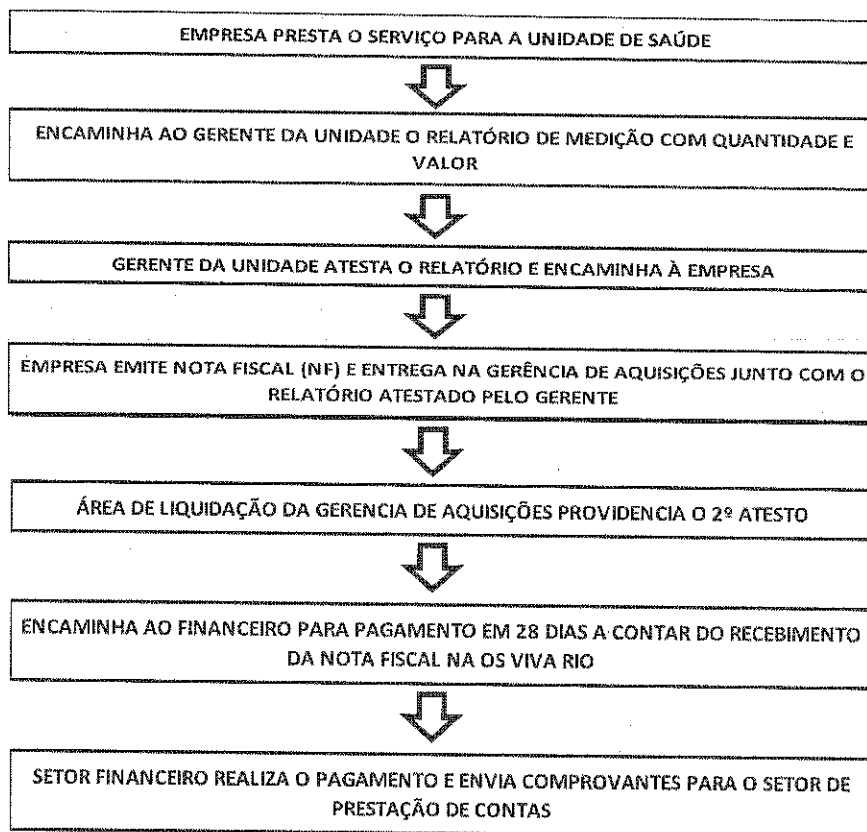 EMPRESA PRESTA O SERVIÇO PARA A UNIDADE DE SAÚDE
ENCAMINHA AO GERENTE DA UNIDADE O RELATÓRIO DE MEDIÇÃO COM QUANTIDADE E
VALOR
GERENTE DA UNIDADE ATESTA O RELATÓRIO E ENCAMINHA À EMPRESA
EMPRESA EMITE NOTA FISCAL (NF) E ENTREGA NA GERÊNCIA DE AQUISIÇÕES JUNTO COM O
RELATÓRIO ATESTADO PELO GERENTE
ÁREA DE LIQUIDAÇÃO DA GERENCIA DE AQUISIÇÕES PROVIDENCIA O 2º ATESTO
ENCAMINHA AO FINANCEIRO PARA PAGAMENTO EM 28 DIAS A CONTAR DO RECEBIMENTO
DA NOTA FISCAL NA OS VIVA RIO
SETOR FINANCEIRO REALIZA O PAGAMENTO E ENVIA COMPROVANTES PARA O SETOR DE
PRESTAÇÃO DE CONTAS